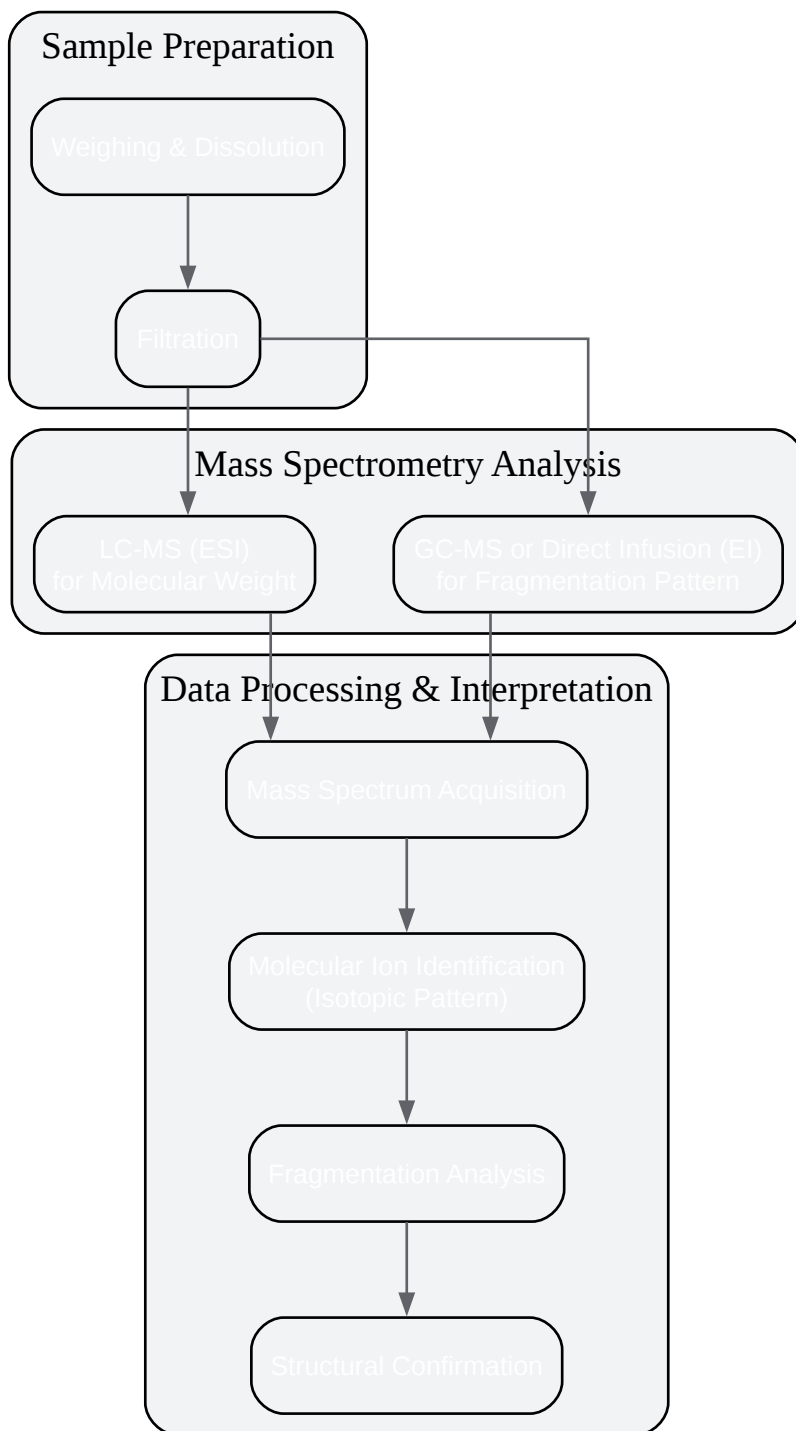 Sample Preparation
Weighing & Dissolution
Filtration
Mass Spectrometry Analysis
LC-MS (ESI)
for Molecular Weight
GC-MS or Direct Infusion (EI)
for Fragmentation Pattern
Data Processing & Interpretation
Mass Spectrum Acquisition
Molecular Ion Identification
(Isotopic Pattern)
Fragmentation Analysis
Structural Confirmation